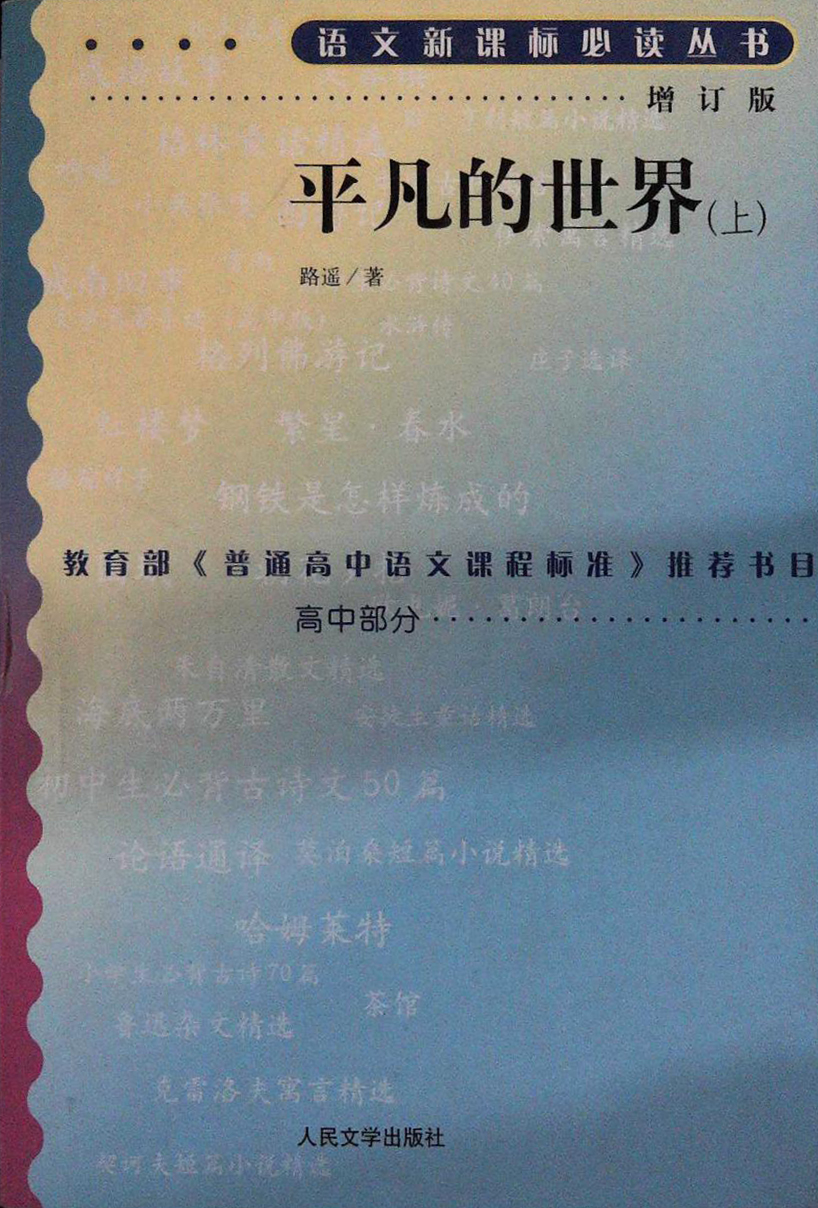 语文新课标必读丛书
增订版
平凡的世界(上)
格林童话精选
路遥/著
必背诗文40篇
水浒传
格列佛游记 庄子选译
红楼梦 繁星·春水
钢铁是怎样炼成的
教育部《普通高中语文课程标准》推荐书目
高中部分
朱自清散文精选
海底两万里 安徒生童话精选
初中生必背古诗文50篇
论语通译 莫泊桑短篇小说精选
哈姆莱特
小学生必背古诗70篇
茶馆
鲁迅杂文精选
克雷洛夫寓言精选
人民文学出版社
契诃夫短篇小说精选